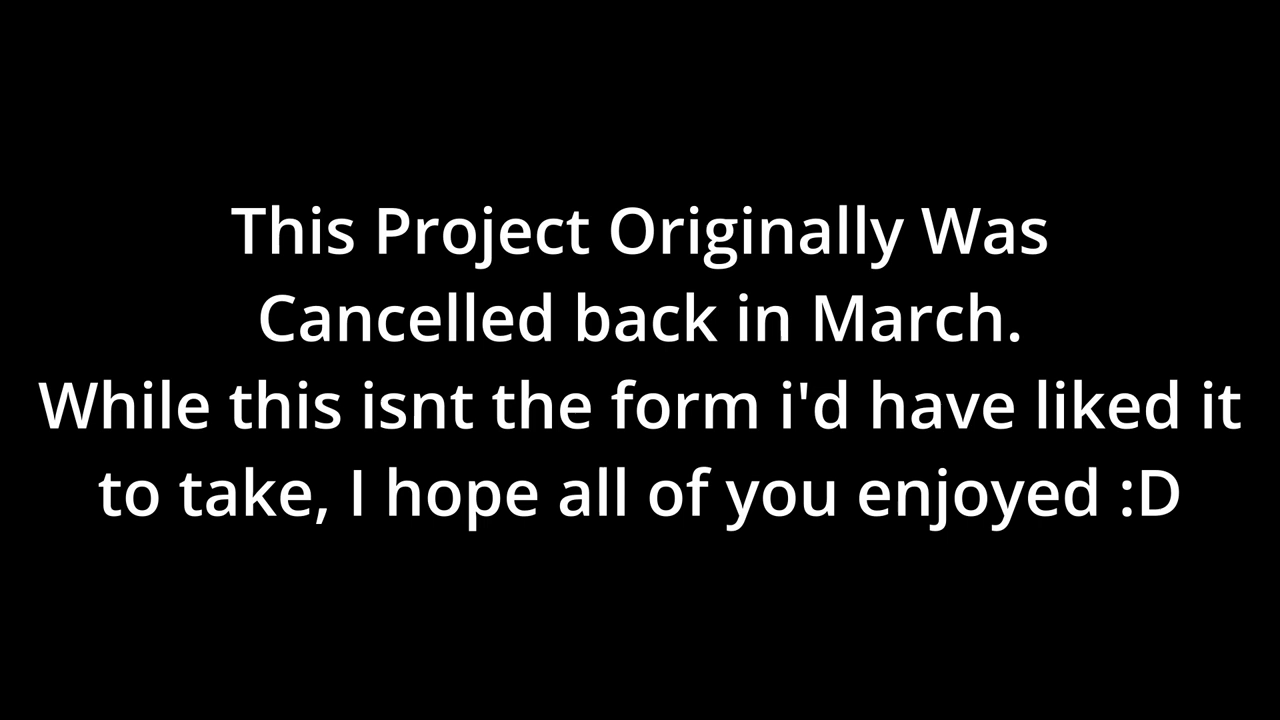 This Project Originally Was
Cancelled back in March.
While this isnt the form i'd have liked it
to take, I hope all of you enjoyed :D